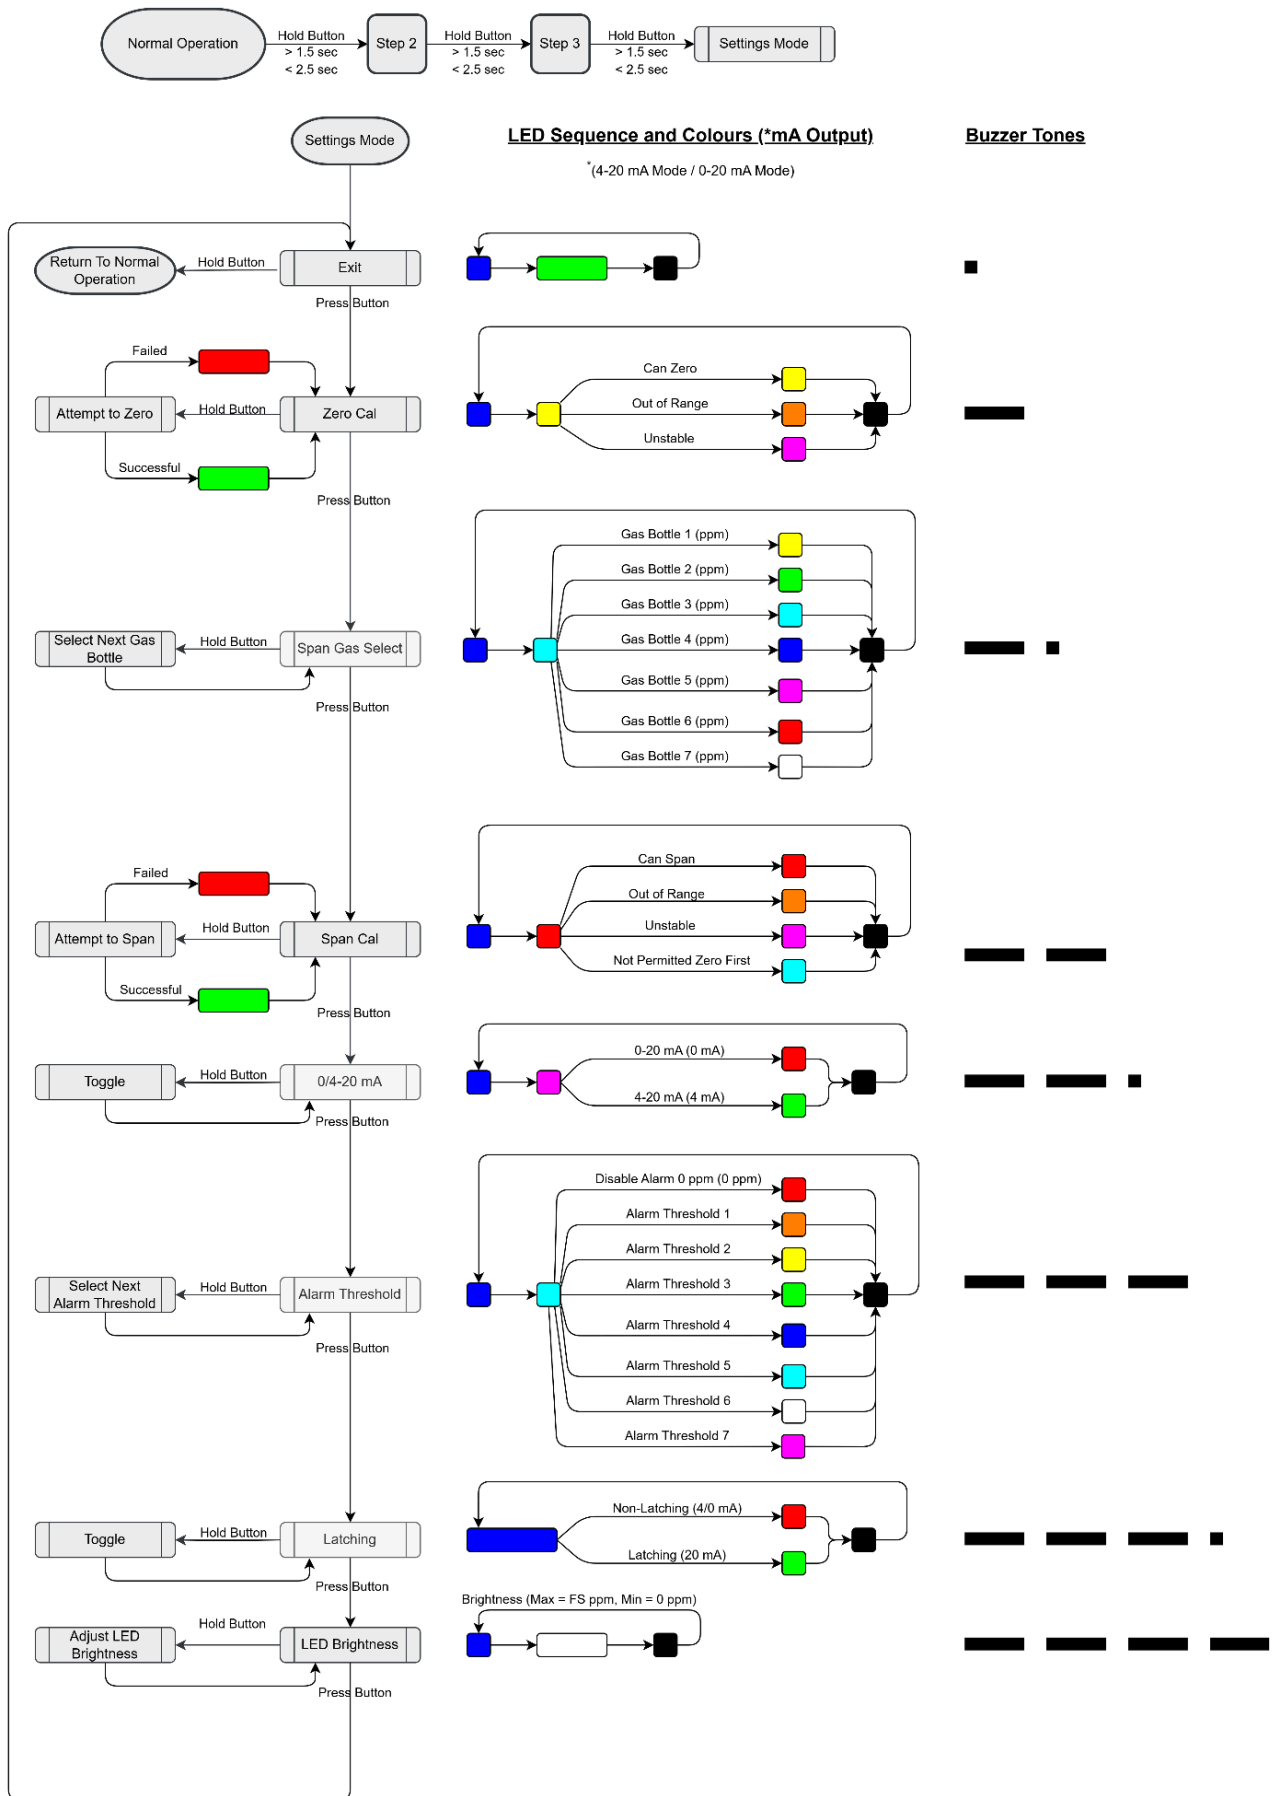 Normal Operation
Hold Button
> 1.5 sec
< 2.5 sec
Step 2
Hold Button
> 1.5 sec
< 2.5 sec
Step 3
Hold Button
> 1.5 sec
< 2.5 sec
Settings Mode
Settings Mode
LED Sequence and Colours (*mA Output)
*(4-20 mA Mode / 0-20 mA Mode)
Buzzer Tones
Return To Normal
Operation
Hold Button
Exit
Press Button
Failed
Attempt to Zero
Hold Button
Zero Cal
Successful
Press Button
Can Zero
Out of Range
Unstable
Select Next Gas
Bottle
Hold Button
Span Gas Select
Press Button
Gas Bottle 1 (ppm)
Gas Bottle 2 (ppm)
Gas Bottle 3 (ppm)
Gas Bottle 4 (ppm)
Gas Bottle 5 (ppm)
Gas Bottle 6 (ppm)
Gas Bottle 7 (ppm)
Failed
Attempt to Span
Hold Button
Span Cal
Successful
Press Button
Can Span
Out of Range
Unstable
Not Permitted Zero First
Toggle
Hold Button
0/4-20 mA
Press Button
0-20 mA (0 mA)
4-20 mA (4 mA)
Select Next
Alarm Threshold
Hold Button
Alarm Threshold
Press Button
Disable Alarm 0 ppm (0 ppm)
Alarm Threshold 1
Alarm Threshold 2
Alarm Threshold 3
Alarm Threshold 4
Alarm Threshold 5
Alarm Threshold 6
Alarm Threshold 7
Toggle
Hold Button
Latching
Press Button
Non-Latching (4/0 mA)
Latching (20 mA)
Adjust LED
Brightness
Hold Button
LED Brightness
Press Button
Brightness (Max = FS ppm, Min = 0 ppm)